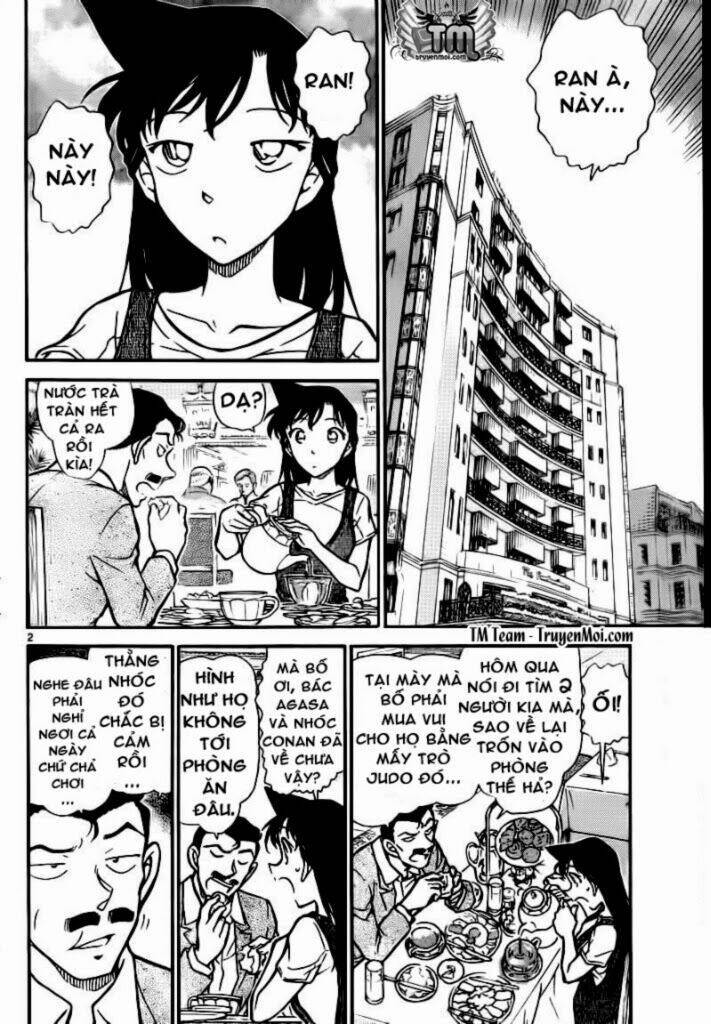 TM
truyenmoi.com
RAN À,
NÀY...
RAN!
NÀY
NÀY!
DẠ?
NƯỚC TRÀ
TRÀN HẾT
CẢ RA
RỒI
KÌA!
2
TM Team - TruyenMoi.com
ỐI!
HÔM QUA
NÓI ĐI TÌM 2
NGƯỜI KIA MÀ,
SAO VỀ LẠI
TRỐN VÀO
PHÒNG
THẾ HẢ?
TẠI MÀY MÀ
BỐ PHẢI
MUA VUI
CHO HỌ BẰNG
MẤY TRÒ
JUDO ĐÓ...
MÀ BỐ
ƠI, BÁC
AGASA
VÀ NHÓC
CONAN ĐÃ
VỀ CHƯA
VẬY?
HÌNH
NHƯ HỌ
KHÔNG
TỚI
PHÒNG
ĂN
ĐÂU.
THẰNG
NHỐC
ĐÓ
CHẮC BỊ
CẢM
RỒI
...
NGHE ĐÂU
PHẢI
NGHỈ
NGƠI CẢ
NGÀY
CHỨ CHẢ
CHƠI
...